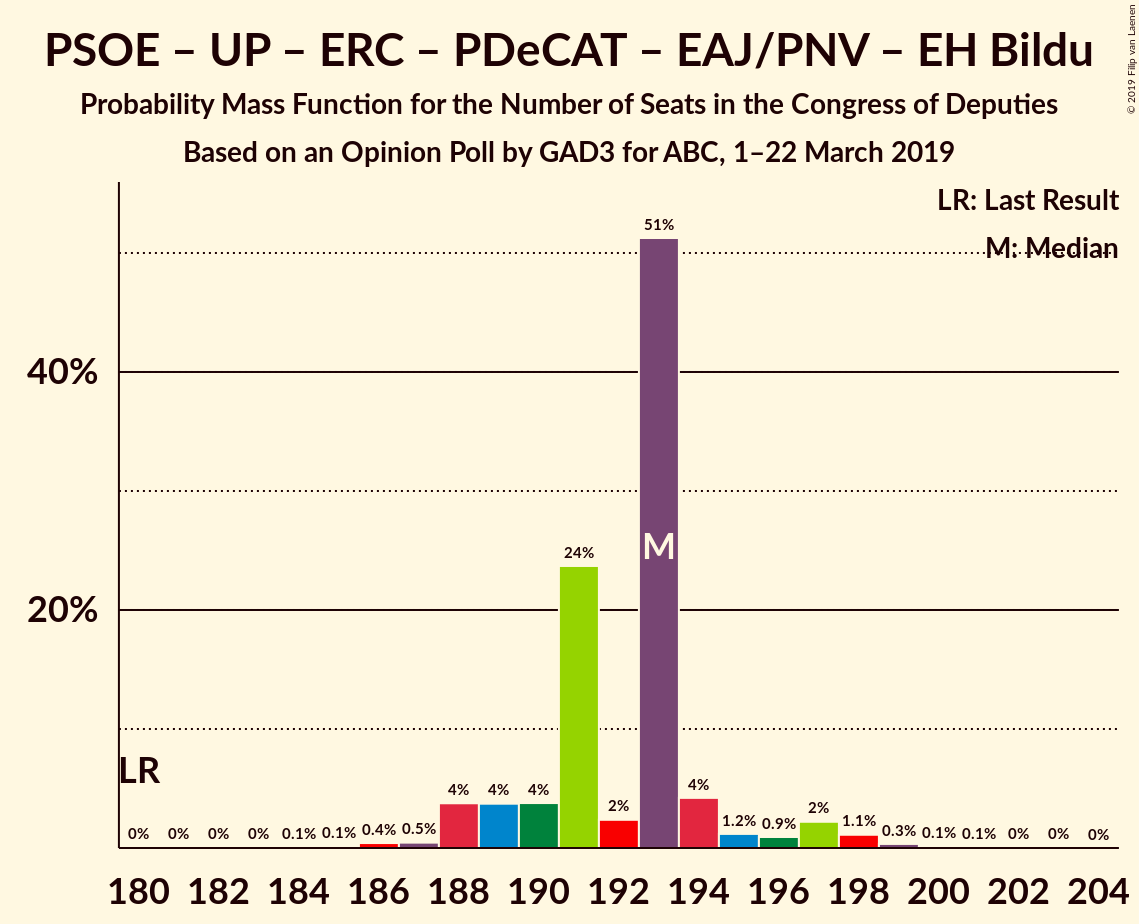 PSOE – UP – ERC – PDeCAT – EAJ/PNV – EH Bildu
Probability Mass Function for the Number of Seats in the Congress of Deputies
Based on an Opinion Poll by GAD3 for ABC, 1–22 March 2019
© 2019 Filip van Laenen
LR: Last Result
M: Median
40%
20%
LR
M
0% 0% 0% 0% 0.1% 0.1% 0.4% 0.5% 4% 4% 4% 24% 2% 51% 4% 1.2% 0.9% 2% 1.1% 0.3% 0.1% 0.1% 0% 0% 0%
180 182 184 186 188 190 192 194 196 198 200 202 204